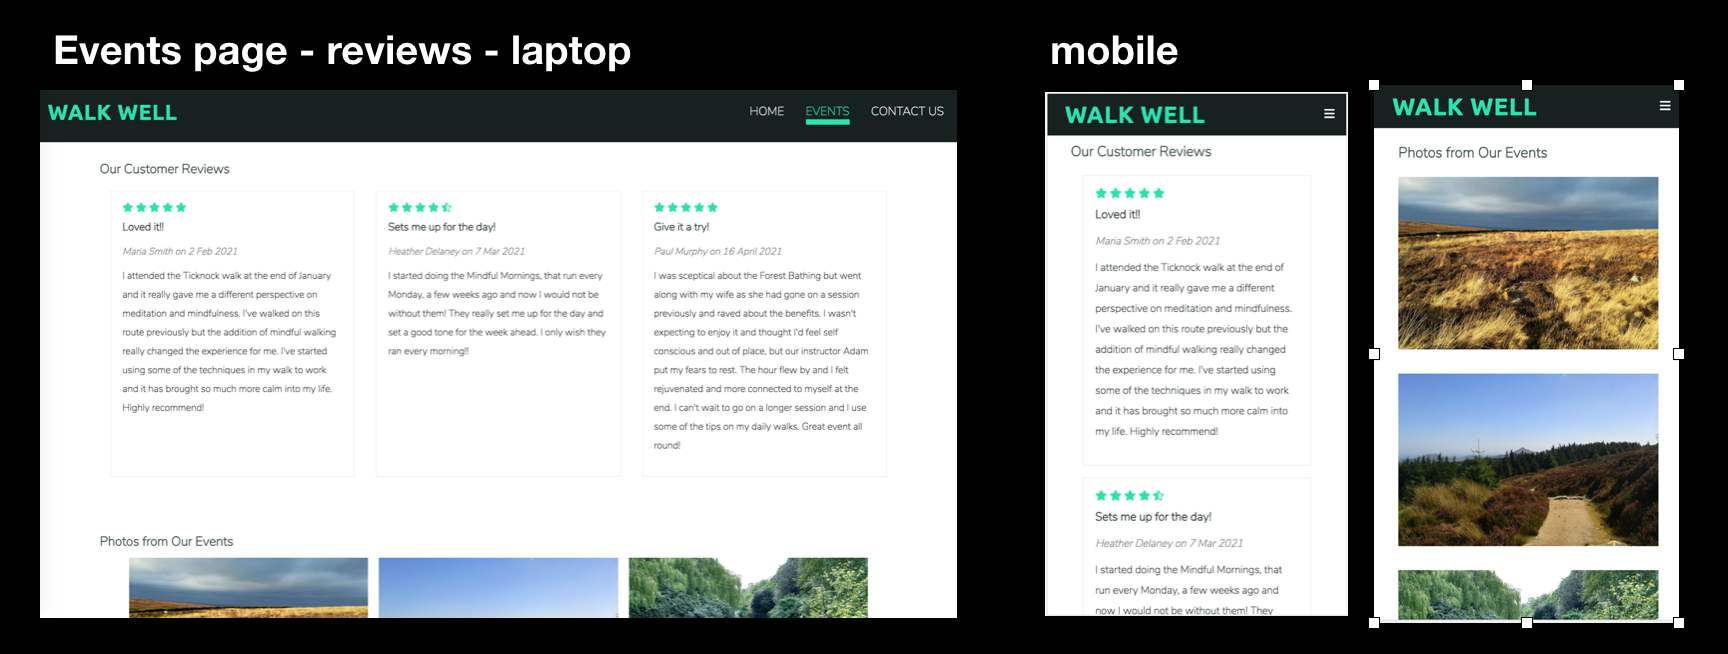 Events page - reviews - laptop
WALK WELL
HOME
EVENTS
CONTACT US
Our Customer Reviews
Loved it!!
Maria Smith on 2 Feb 2021
I attended the Ticknock walk at the end of January
and it really gave me a different perspective on
meditation and mindfulness. I've walked on this
route previously but the addition of mindful walking
really changed the experience for me. I've started
using some of the techniques in my walk to work
and it has brought so much more calm into my life.
Highly recommend!
Sets me up for the day!
Heather Delaney on 7 Mar 2021
I started doing the Mindful Mornings, that run every
Monday, a few weeks ago and now I would not be
without them! They really set me up for the day and
set a good tone for the week ahead. I only wish they
ran every morning!!
Give it a try!
Paul Murphy on 16 April 2021
I was sceptical about the Forest Bathing but went
along with my wife as she had gone on a session
previously and raved about the benefits. I wasn't
expecting to enjoy it and thought I'd feel self
conscious and out of place, but our instructor Adam
put my fears to rest. The hour flew by and I felt
rejuvenated and more connected to myself at the
end. I can't wait to go on a longer session and I use
some of the tips on my daily walks. Great event all
round!
Photos from Our Events
mobile
WALK WELL
Our Customer Reviews
Loved it!!
Maria Smith on 2 Feb 2021
I attended the Ticknock walk at the end of
January and it really gave me a different
perspective on meditation and mindfulness.
I've walked on this route previously but the
addition of mindful walking really changed
the experience for me. I've started using
some of the techniques in my walk to work
and it has brought so much more calm into
my life. Highly recommend!
Sets me up for the day!
Heather Delaney on 7 Mar 2021
I started doing the Mindful Mornings, that
run every Monday, a few weeks ago and
now I would not be without them! They
WALK WELL
Photos from Our Events